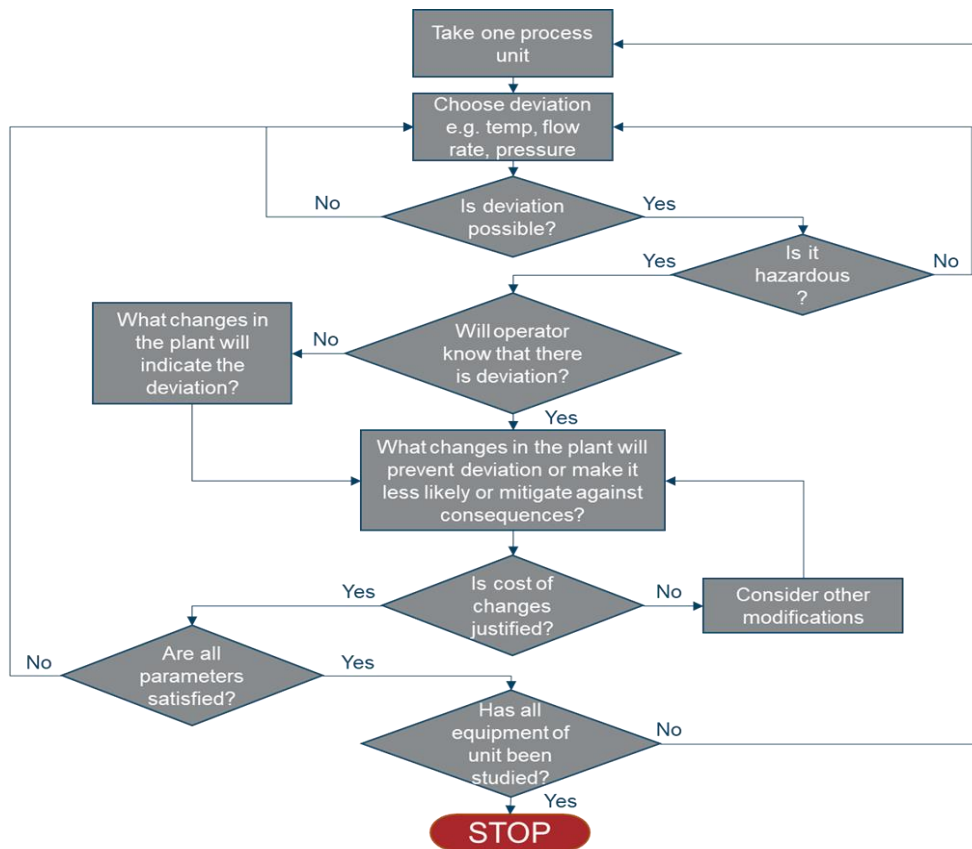 Take one process
unit
Choose deviation
e.g. temp, flow
rate, pressure
No
Is deviation
possible?
Yes
Yes
Is it
hazardous
?
No
What changes in
the plant will
indicate the
deviation?
No
Will operator
know that there
is deviation?
Yes
What changes in the plant will
prevent deviation or make it
less likely or mitigate against
consequences?
Yes
Is cost of
changes
justified?
No
Consider other
modifications
No
Are all
parameters
satisfied?
Yes
Has all
equipment of
unit been
studied?
No
Yes
STOP